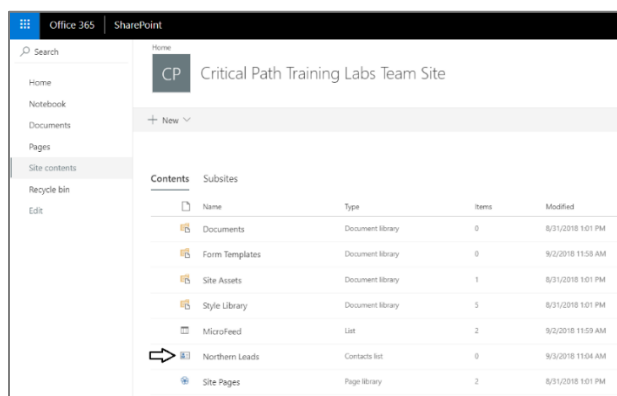 Office 365 SharePoint
Search
Home
Notebook
Documents
Pages
Site contents
Recycle bin
Edit
Home
CP Critical Path Training Labs Team Site
+ New
Contents Subsites
Name Type Items Modified
Documents Document library 0 8/31/2018 1:01 PM
Form Templates Document library 0 9/2/2018 11:58 AM
Site Assets Document library 1 8/31/2018 1:01 PM
Style Library Document library 5 8/31/2018 1:01 PM
MicroFeed List 2 9/2/2018 11:59 AM
Northern Leads Contacts list 0 9/3/2018 11:04 AM
Site Pages Page library 2 8/31/2018 1:01 PM